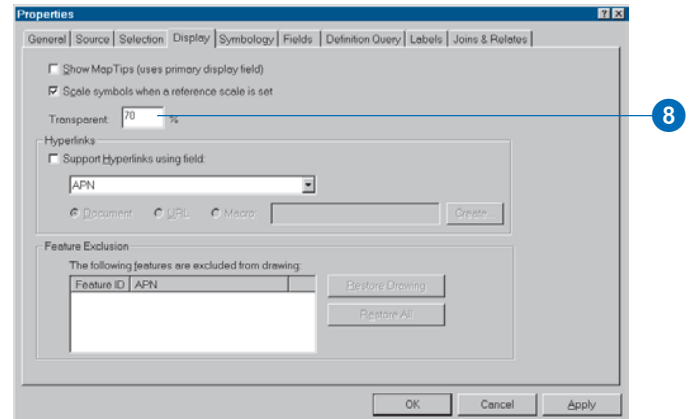 Properties
General Source Selection Display Symbology Fields Definition Query Labels Joins & Relates
Show MapTips (uses primary display field)
Scale symbols when a reference scale is set
Transparent: 70 %
8
Hyperlinks
Support Hyperlinks using field:
APN
Document URL Macro: Create...
Feature Exclusion
The following features are excluded from drawing:
Feature ID APN
Restore Drawing
Restore All
OK Cancel Apply